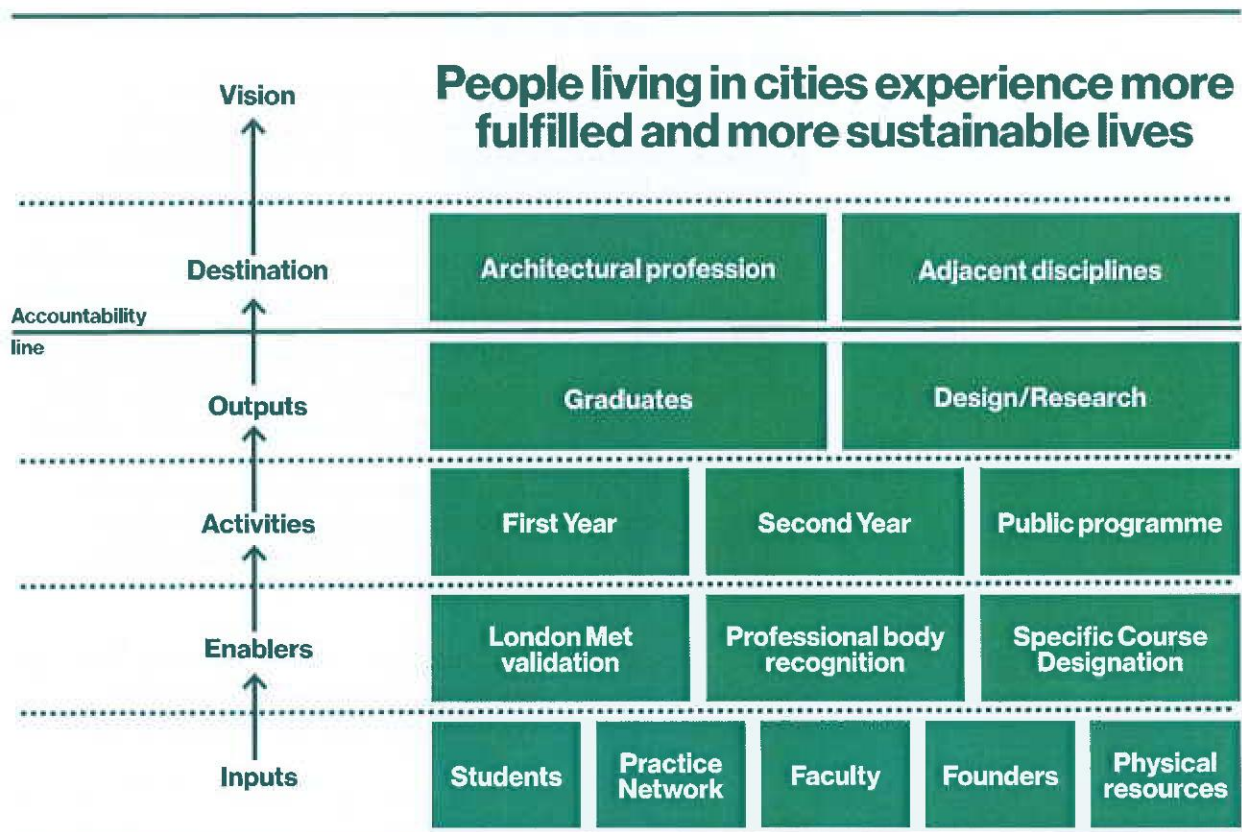 Vision
People living in cities experience more
fulfilled and more sustainable lives
Destination
Architectural profession
Adjacent disciplines
Accountability
line
Outputs
Graduates
Design/Research
Activities
First Year
Second Year
Public programme
Enablers
London Met
validation
Professional body
recognition
Specific Course
Designation
Inputs
Students
Practice
Network
Faculty
Founders
Physical
resources